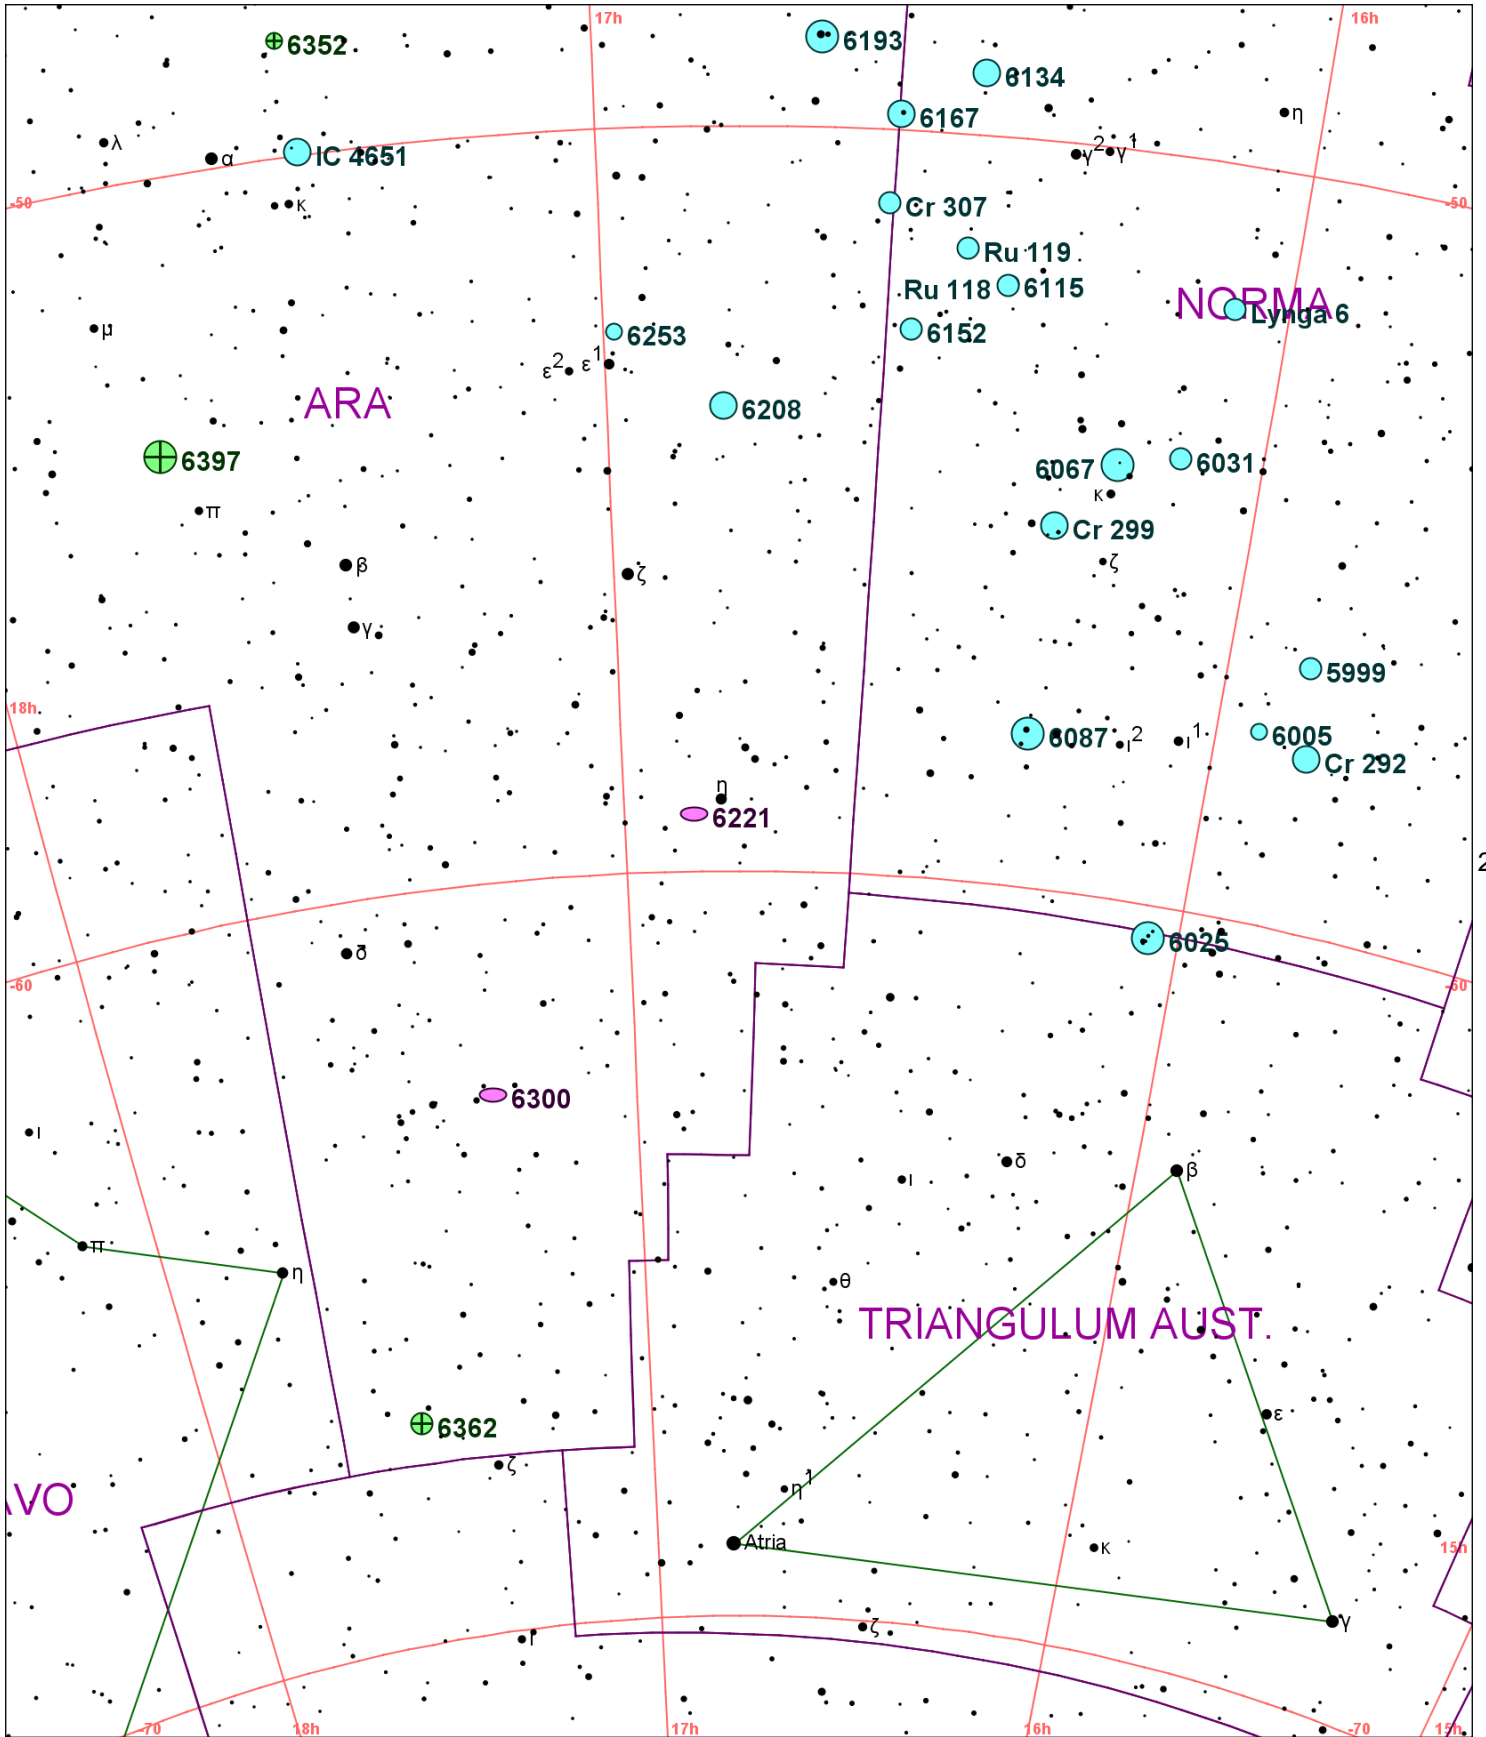 17h
16h
6352
6193
6134
6167
η
λ
α
IC 4651
γ2
γ1
-50
-50
κ
Cr 307
Ru 119
Ru 118
6115
NORMA
Lynga 6
μ
6253
6152
ε2
ε1
ARA
6208
6397
6067
6031
κ
π
Cr 299
β
ζ
ζ
γ
5999
18h
6087
ι2
ι1
6005
Cr 292
η
6221
2
δ
6025
-60
-60
6300
ι
δ
β
ι
π
η
θ
TRIANGULUM AUST.
6362
ε
ζ
η1
AVO
Atria
κ
15h
ζ
γ
ι
-70
18h
17h
16h
-70
15h